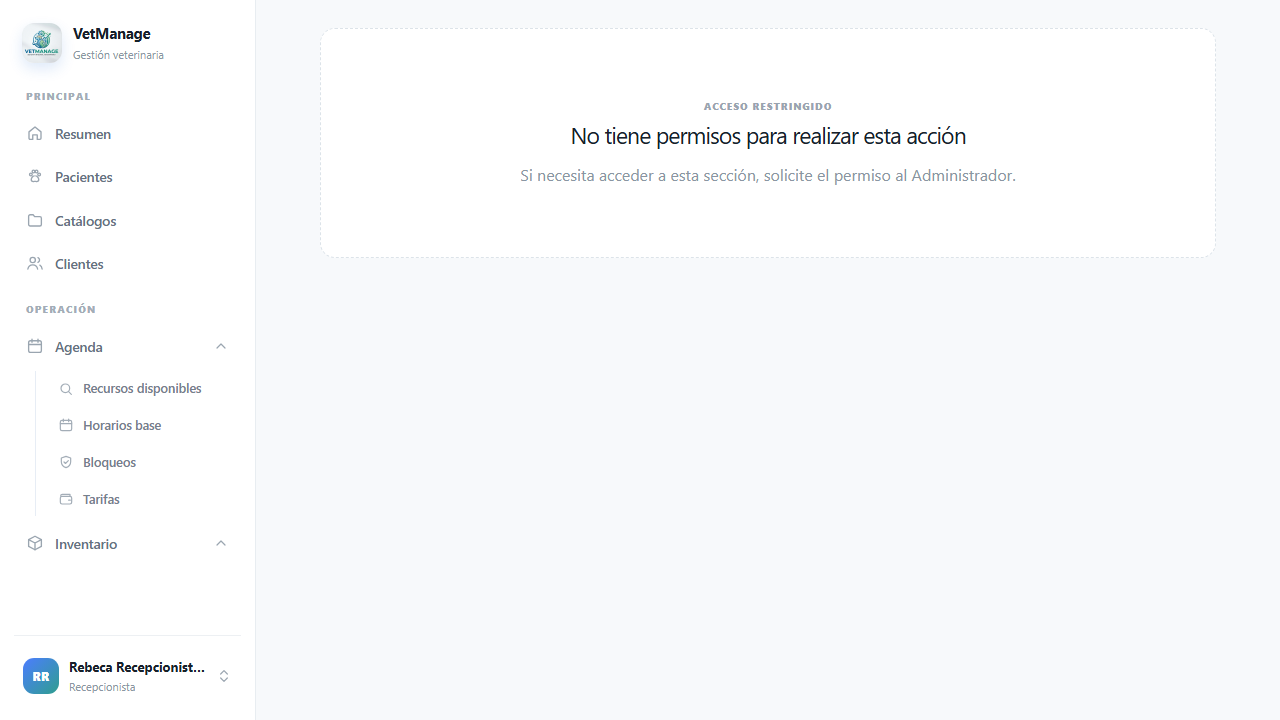 VetManage
Gestión veterinaria
PRINCIPAL
Resumen
Pacientes
Catálogos
Clientes
OPERACIÓN
Agenda
Recursos disponibles
Horarios base
Bloqueos
Tarifas
Inventario
RR
Rebeca Recepcionist...
Recepcionista
ACCESO RESTRINGIDO
No tiene permisos para realizar esta acción
Si necesita acceder a esta sección, solicite el permiso al Administrador.